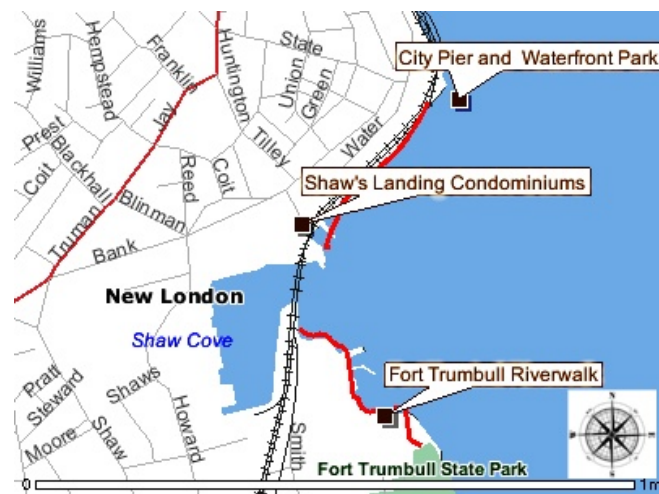 Williams
Hempstead
Franklin
Huntington
State
Union
Green
City Pier and Waterfront Park
Jay
Prest
Coit
Blackhall
Reed
Coit
Tilley
Water
Shaw's Landing Condominiums
Truman
Blinman
Bank
New London
Shaw Cove
Pratt
Steward
Shaws
Fort Trumbull Riverwalk
Moore
Shaw
Howard
Smith
Fort Trumbull State Park
N
0
1m